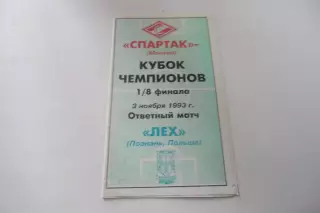 «СПАРТАК»-
(Москва)
КУБОК
ЧЕМПИОНОВ
1/8 финала
3 ноября 1993 г.
Ответный матч
«ЛЕХ»
(Познань, Польша)